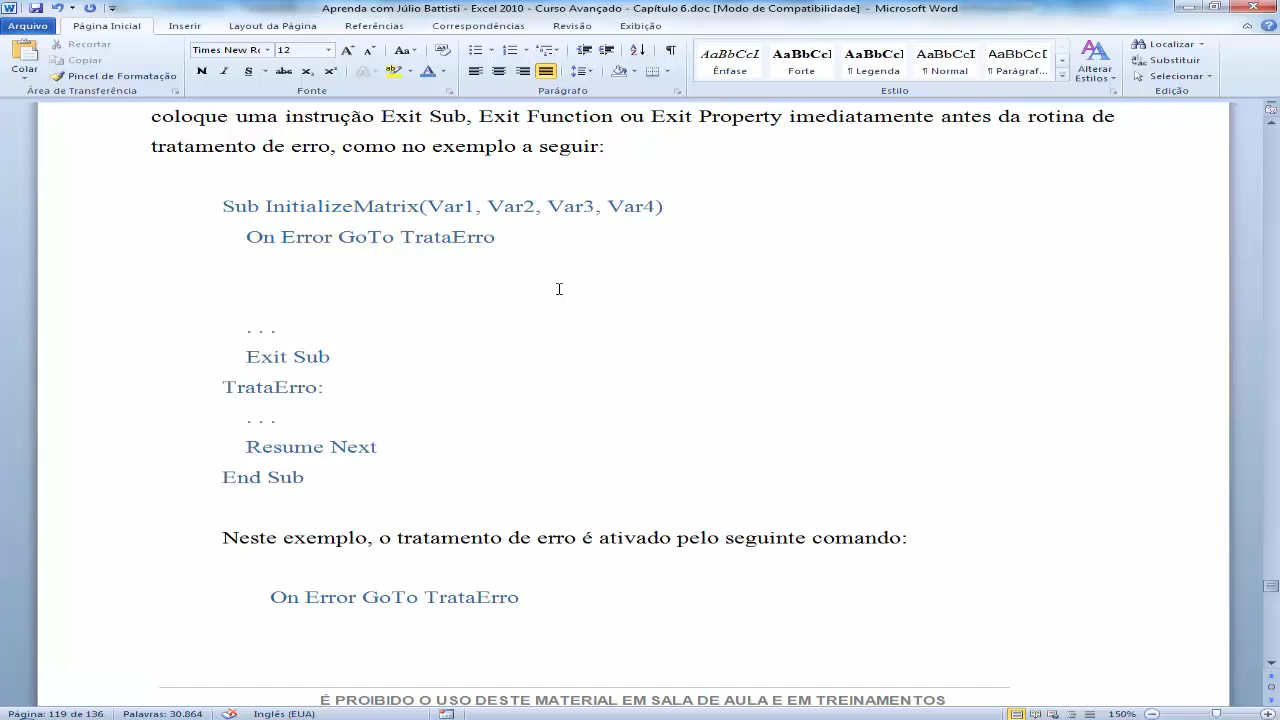 Aprenda com Júlio Battisti - Excel 2010 - Curso Avançado - Capítulo 6.doc [Modo de Compatibilidade] - Microsoft Word
Arquivo Página Inicial Inserir Layout da Página Referências Correspondências Revisão Exibição
Colar
Recortar
Copiar
Pincel de Formatação
Área de Transferência
Times New Ro 12
Fonte
Parágrafo
AaBbCcI AaBbCcl AaBbCcl AaBbCcI AaBbCcI
Ênfase Forte ¶ Legenda ¶ Normal ¶ Parágraf...
Alterar Estilos
Estilo
Localizar
Substituir
Selecionar
Edição
coloque uma instrução Exit Sub, Exit Function ou Exit Property imediatamente antes da rotina de
tratamento de erro, como no exemplo a seguir:
Sub InitializeMatrix(Var1, Var2, Var3, Var4)
On Error GoTo TrataErro
. . .
Exit Sub
TrataErro:
. . .
Resume Next
End Sub
Neste exemplo, o tratamento de erro é ativado pelo seguinte comando:
On Error GoTo TrataErro
É PROIBIDO O USO DESTE MATERIAL EM SALA DE AULA E EM TREINAMENTOS
Página: 119 de 136 Palavras: 30.864 Inglês (EUA) 150%